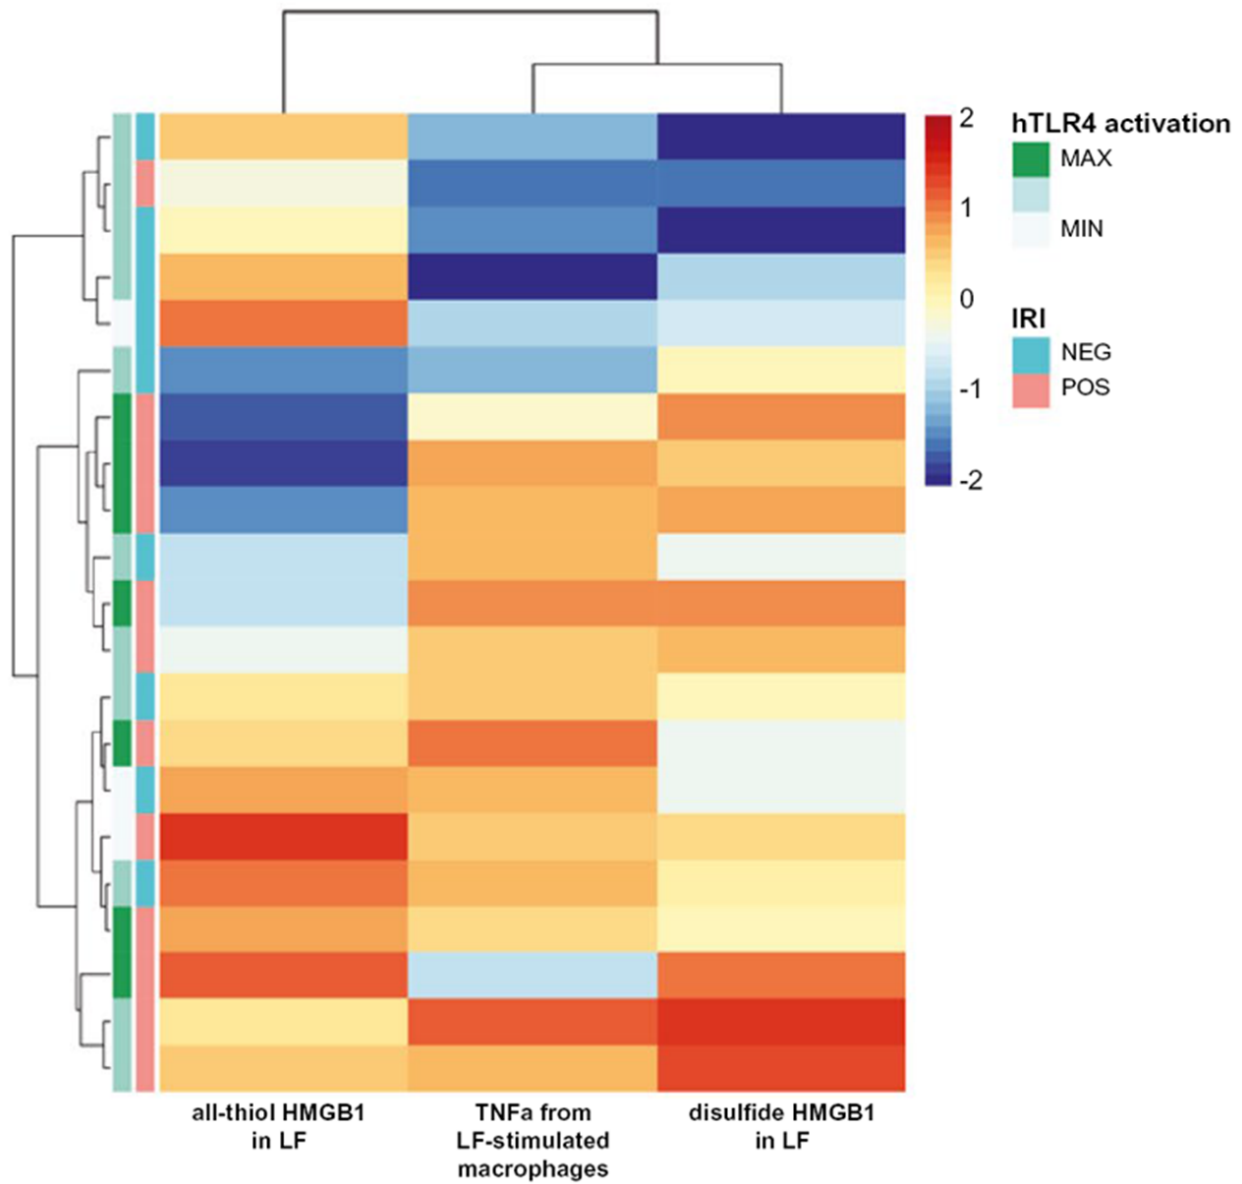 2
1
0
-1
-2
hTLR4 activation
MAX
MIN
IRI
NEG
POS
all-thiol HMGB1
in LF
TNFa from
LF-stimulated
macrophages
disulfide HMGB1
in LF